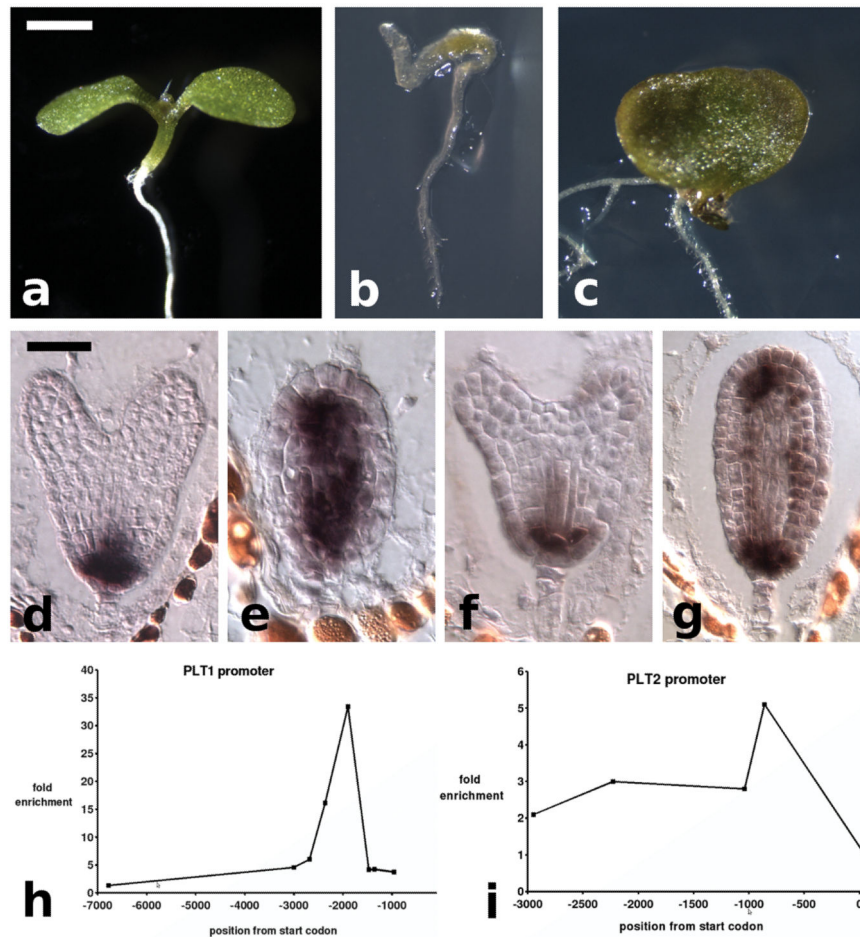 a b c
d e f g
PLT1 promoter
40
35
30
25
20
15
10
5
0
fold
enrichment
-7000 -6000 -5000 -4000 -3000 -2000 -1000
position from start codon
h
PLT2 promoter
6
5
4
3
2
1
0
fold
enrichment
-3000 -2500 -2000 -1500 -1000 -500 0
position from start codon
i